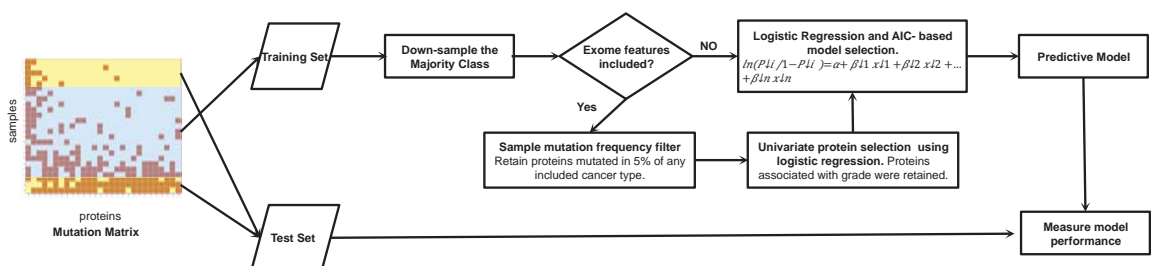 samples
proteins
Mutation Matrix
Training Set
Down-sample the
Majority Class
Exome features
included?
NO
Yes
Logistic Regression and AIC- based
model selection.
ln(P↓i /1−P↓i )=α+ β↓1 x↓1 +β↓2 x↓2 +…
+β↓n x↓n
Predictive Model
Sample mutation frequency filter
Retain proteins mutated in 5% of any
included cancer type.
Univariate protein selection using
logistic regression. Proteins
associated with grade were retained.
Test Set
Measure model
performance